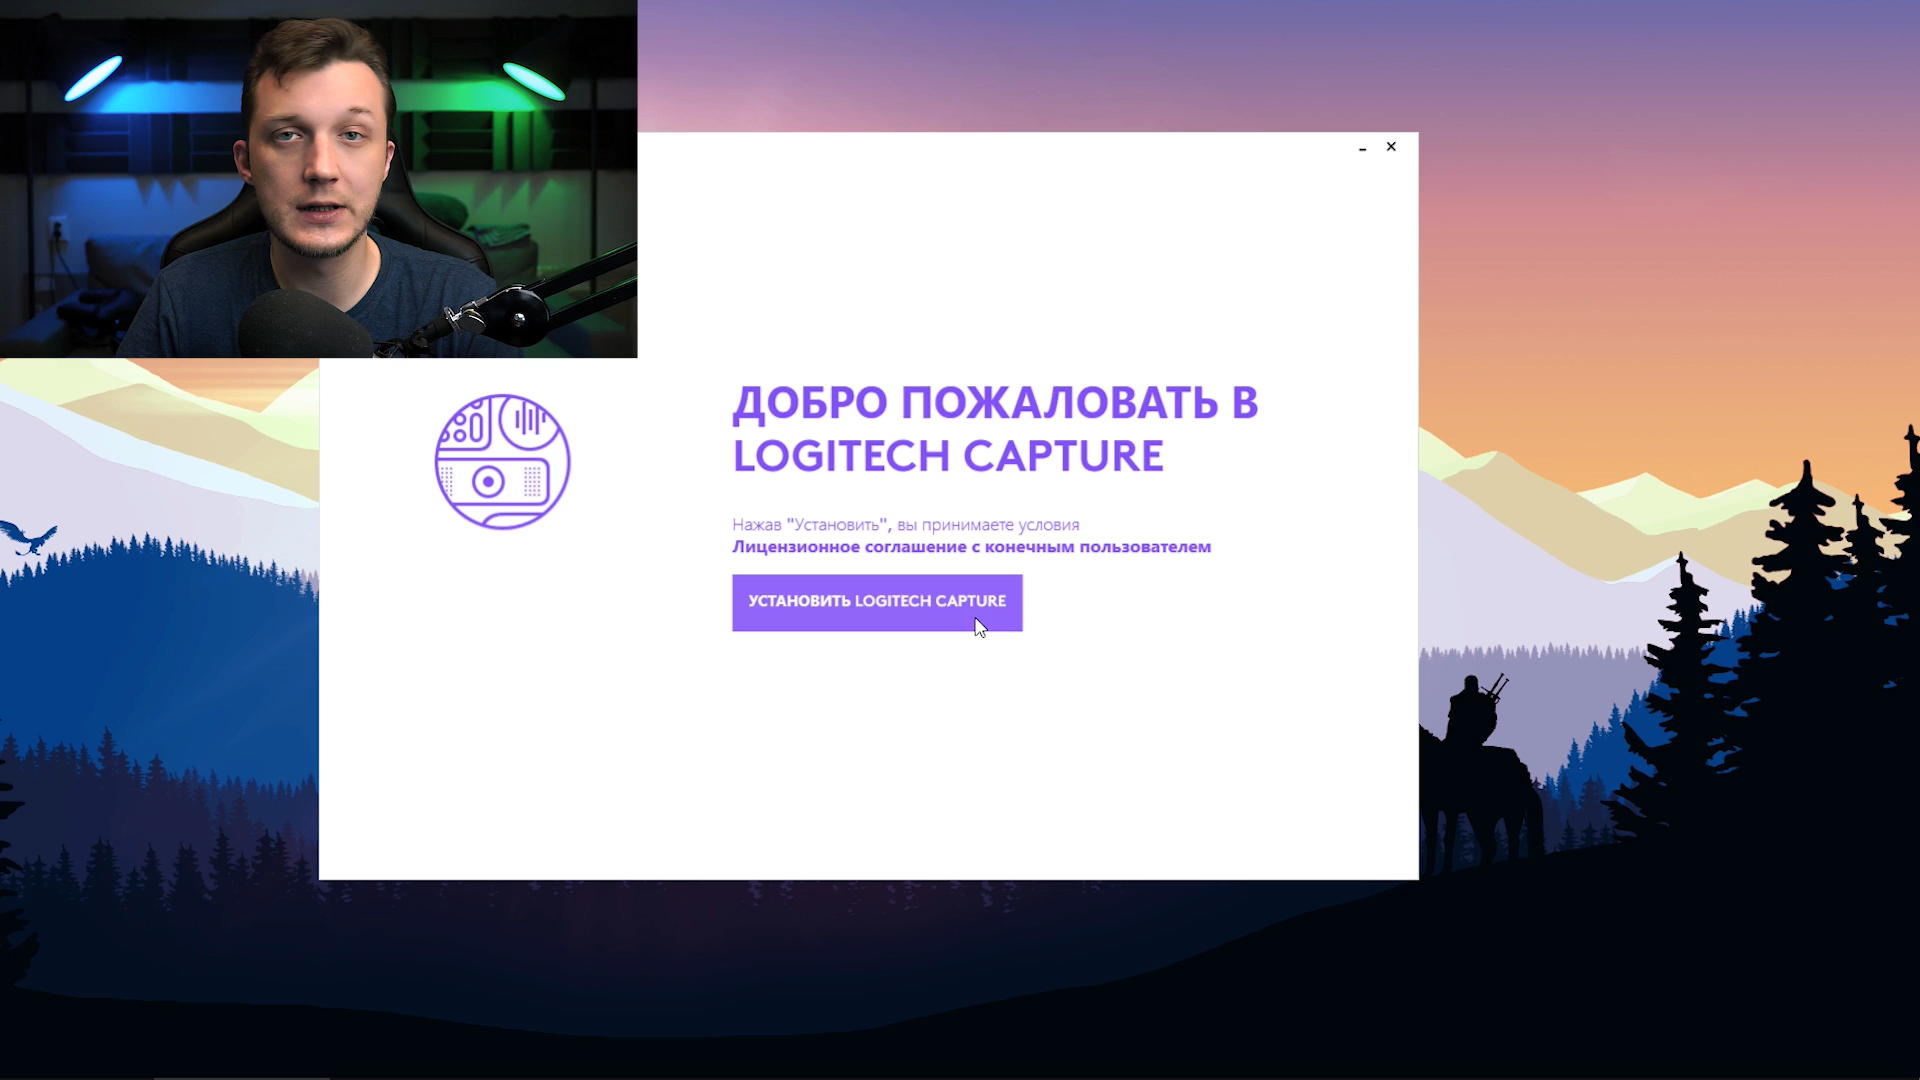 ДОБРО ПОЖАЛОВАТЬ В
LOGITECH CAPTURE
Нажав "Установить", вы принимаете условия
Лицензионное соглашение с конечным пользователем
УСТАНОВИТЬ LOGITECH CAPTURE